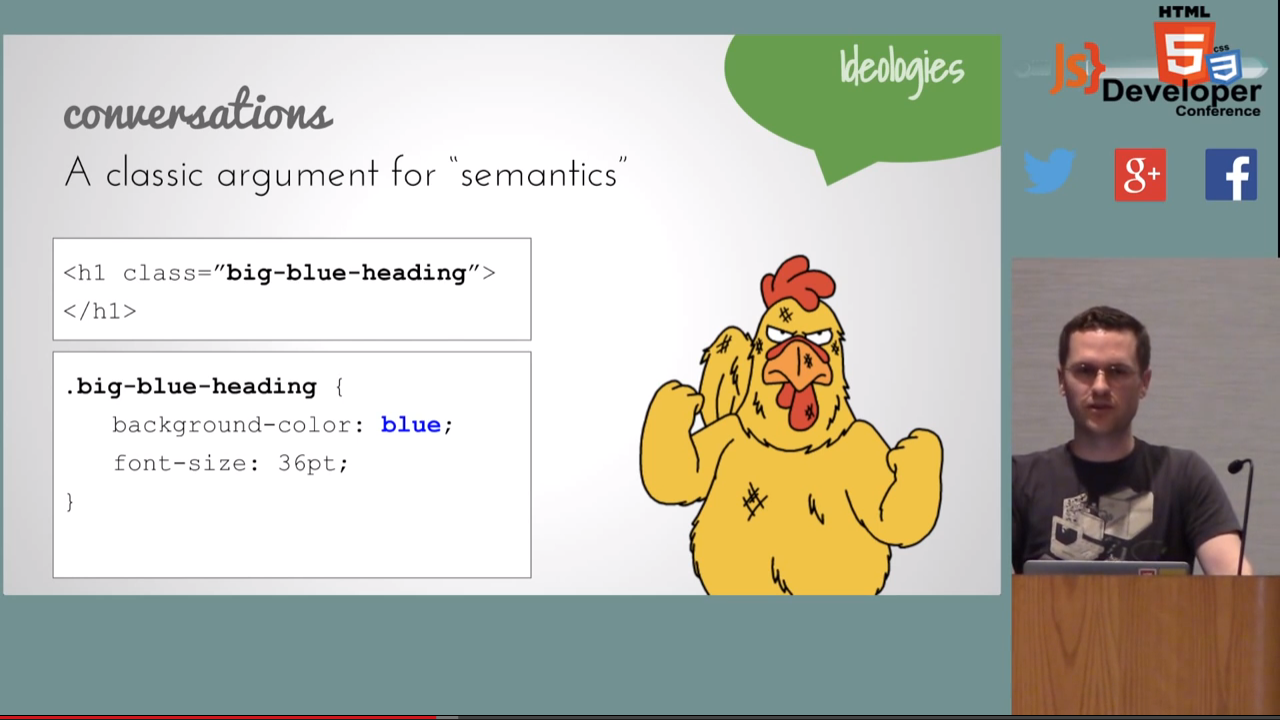 Ideologies
conversations
A classic argument for “semantics”
<h1 class=”big-blue-heading”>
</h1>
.big-blue-heading {
background-color: blue;
font-size: 36pt;
}
HTML
5
css
3
JS}
Developer
Conference
g+
f